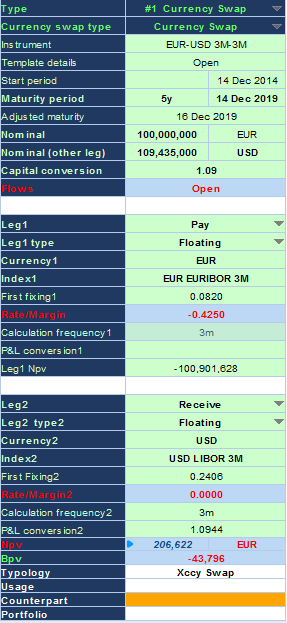 Type #1 Currency Swap
Currency swap type Currency Swap
Instrument EUR-USD 3M-3M
Template details Open
Start period 14 Dec 2014
Maturity period 5y 14 Dec 2019
Adjusted maturity 16 Dec 2019
Nominal 100,000,000 EUR
Nominal (other leg) 109,435,000 USD
Capital conversion 1.09
Flows Open
Leg1 Pay
Leg1 type Floating
Currency1 EUR
Index1 EUR EURIBOR 3M
First fixing1 0.0820
Rate/Margin -0.4250
Calculation frequency1 3m
P&L conversion1
Leg1 Npv -100,901,628
Leg2 Receive
Leg2 type2 Floating
Currency2 USD
Index2 USD LIBOR 3M
First Fixing2 0.2406
Rate/Margin2 0.0000
Calculation frequency2 3m
P&L conversion2 1.0944
Npv 206,622 EUR
Bpv -43,796
Typology Xccy Swap
Usage
Counterpart
Portfolio